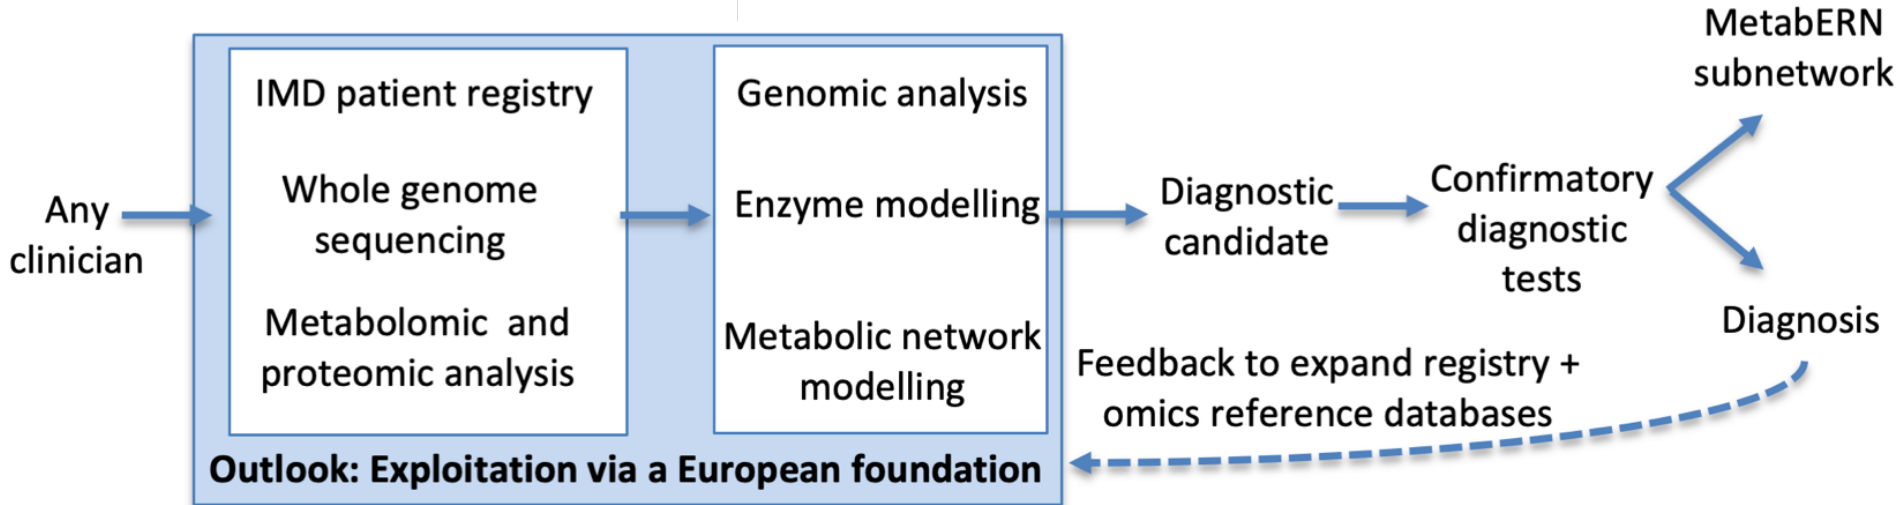 Any
clinician
IMD patient registry
Whole genome
sequencing
Metabolomic and
proteomic analysis
Genomic analysis
Enzyme modelling
Metabolic network
modelling
Outlook: Exploitation via a European foundation
Diagnostic
candidate
Confirmatory
diagnostic
tests
MetabERN
subnetwork
Diagnosis
Feedback to expand registry +
omics reference databases